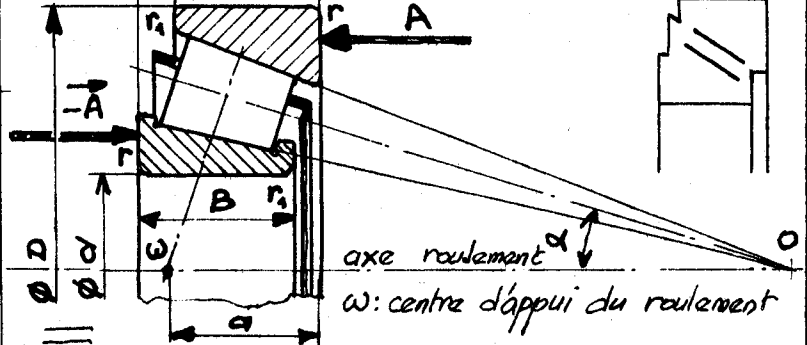 r₁
r
A
-A
r
B
r₁
ø D
ø d
ω
α
O
axe roulement
a
ω: centre d'appui du roulement